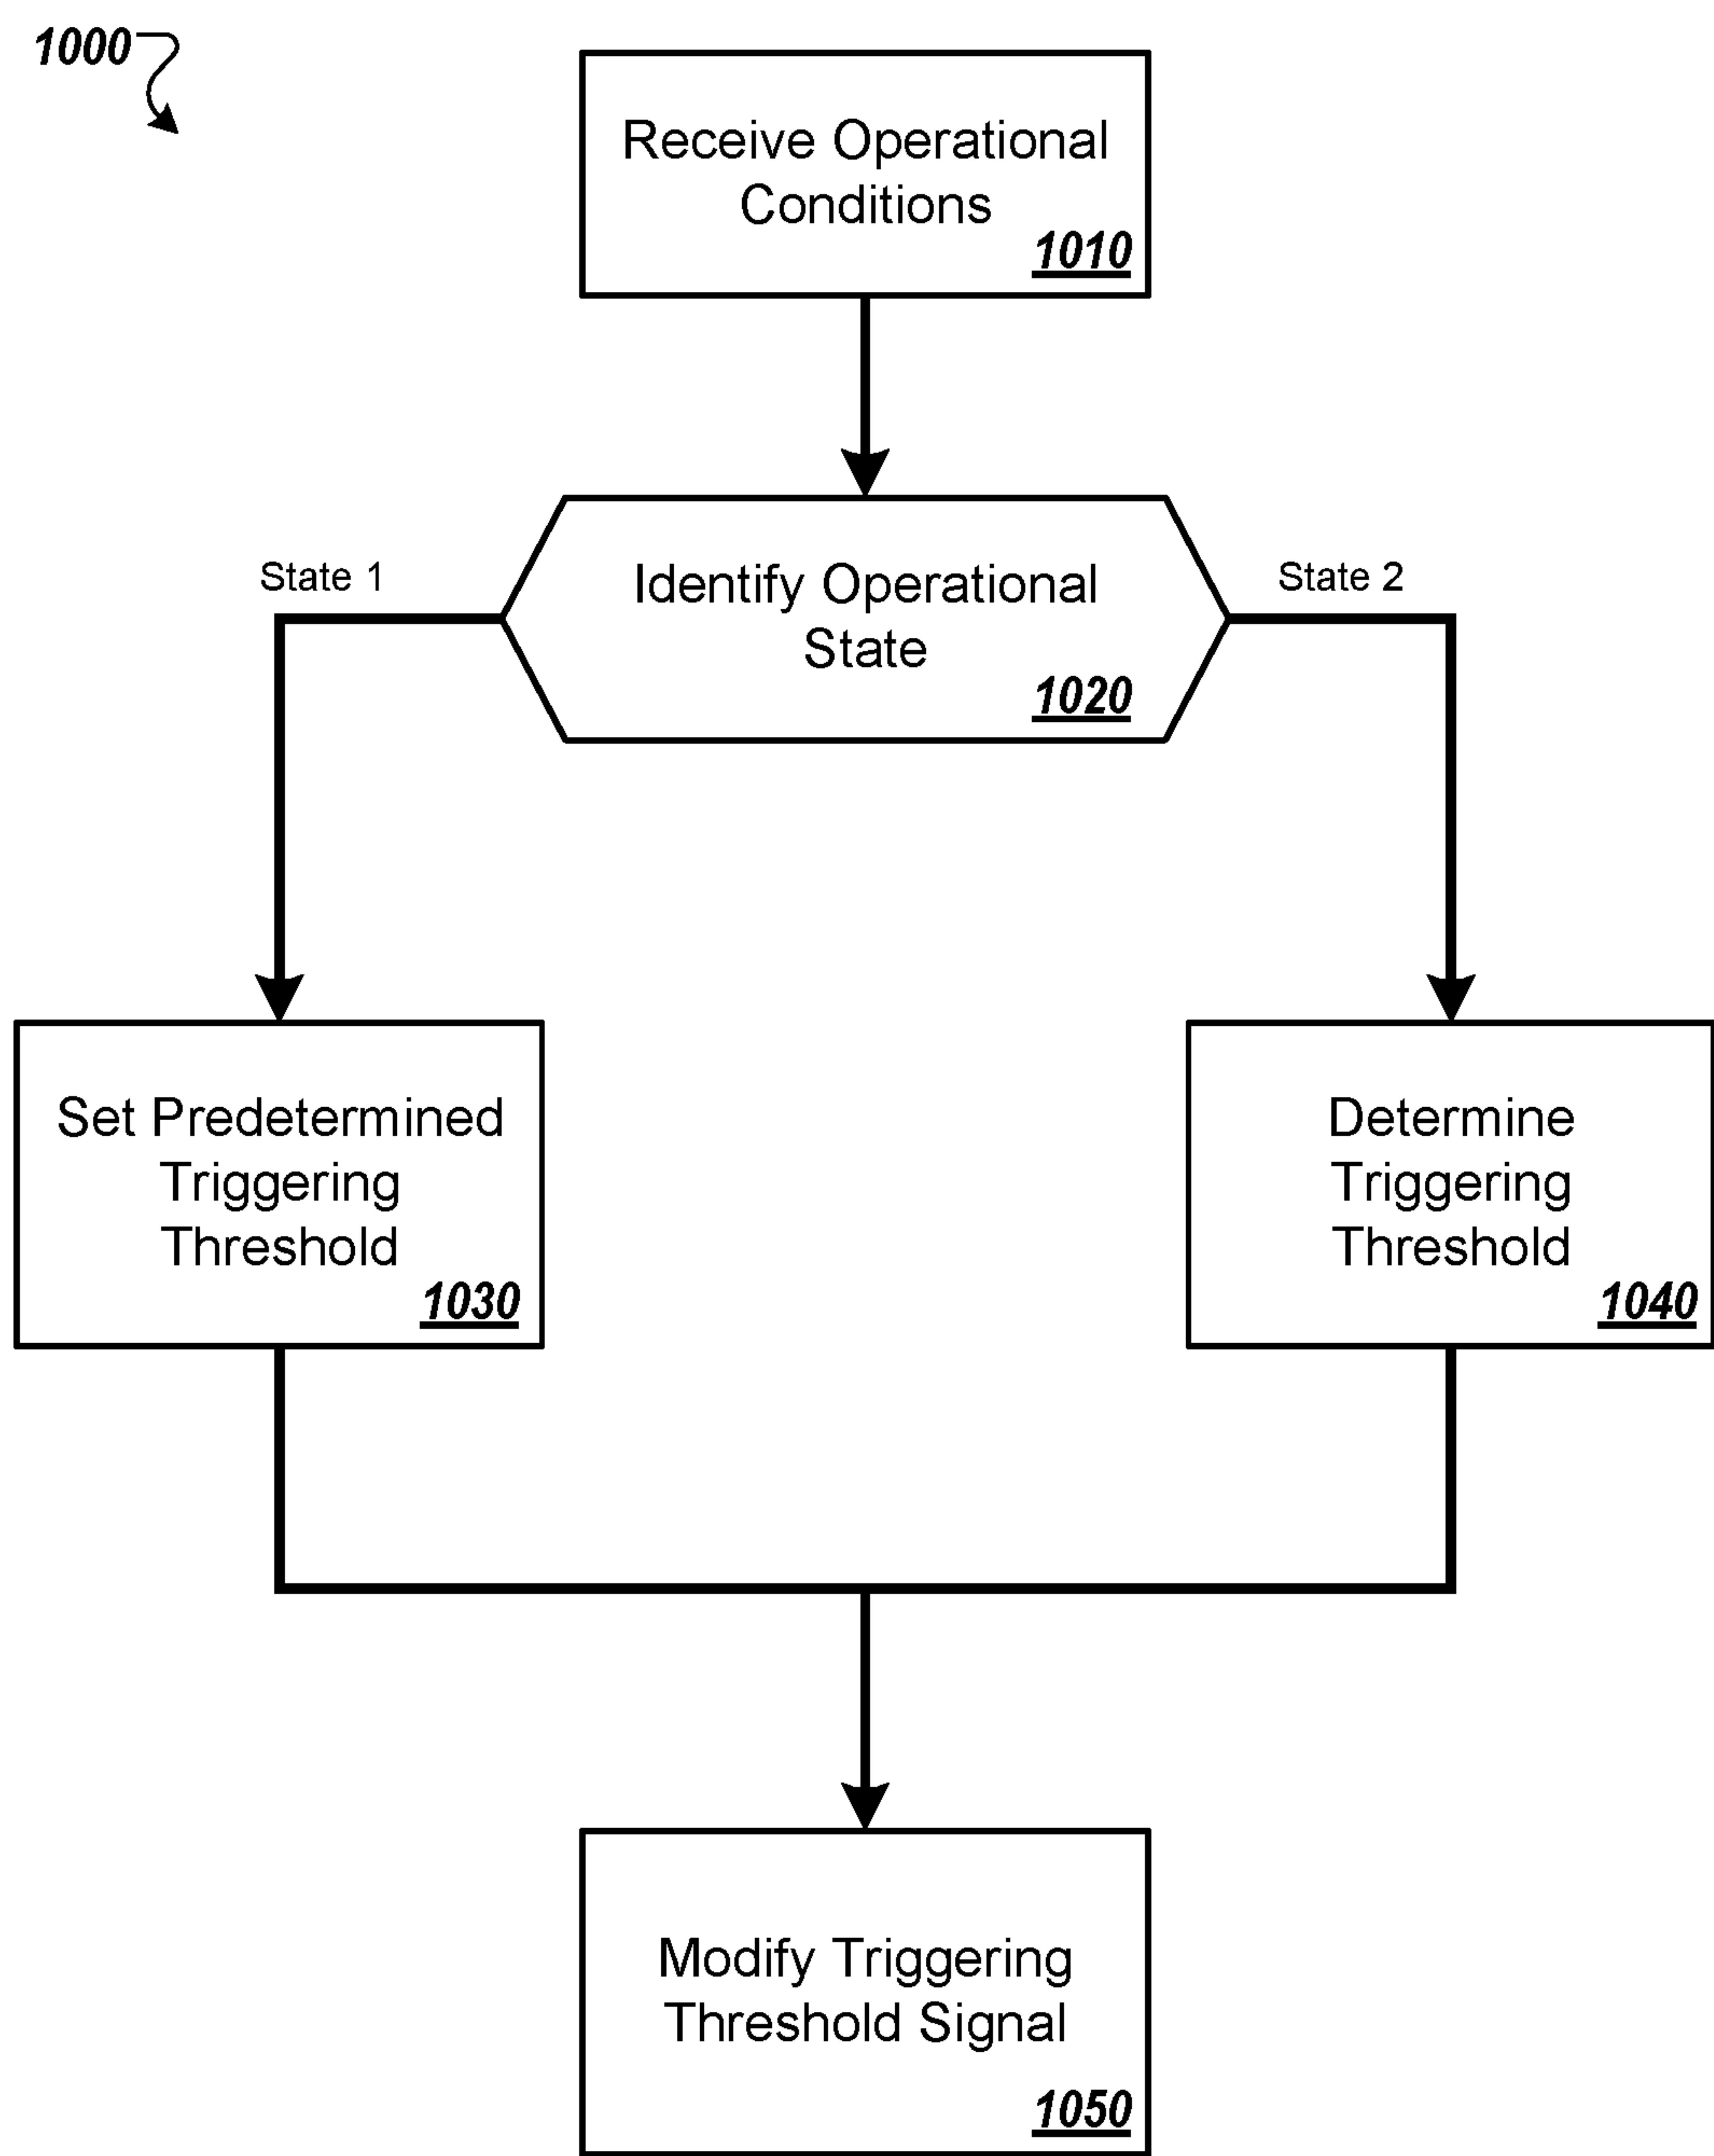 1000
Receive Operational
Conditions
1010
State 1
Identify Operational
State
1020
State 2
Set Predetermined
Triggering
Threshold
1030
Determine
Triggering
Threshold
1040
Modify Triggering
Threshold Signal
1050